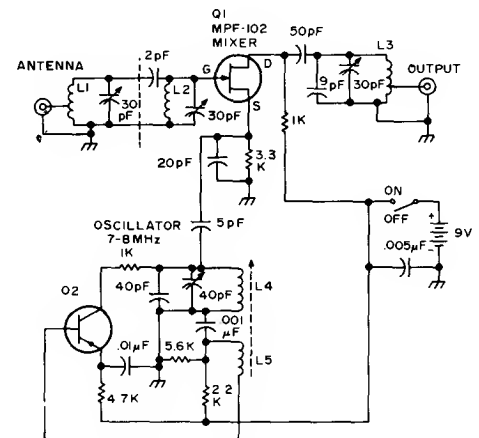 Q1
MPF-102
MIXER
50pF
ANTENNA
2pF
D
L3
OUTPUT
G
L1
L2
S
30
pF
30pF
9pF
30pF
1K
20pF
3.3
K
ON
OFF
5pF
+
9V
-
.005µF
OSCILLATOR
7-8MHz
1K
Q2
40pF
40pF
L4
.001
µF
.01µF
5.6K
L5
4.7K
2.2
K